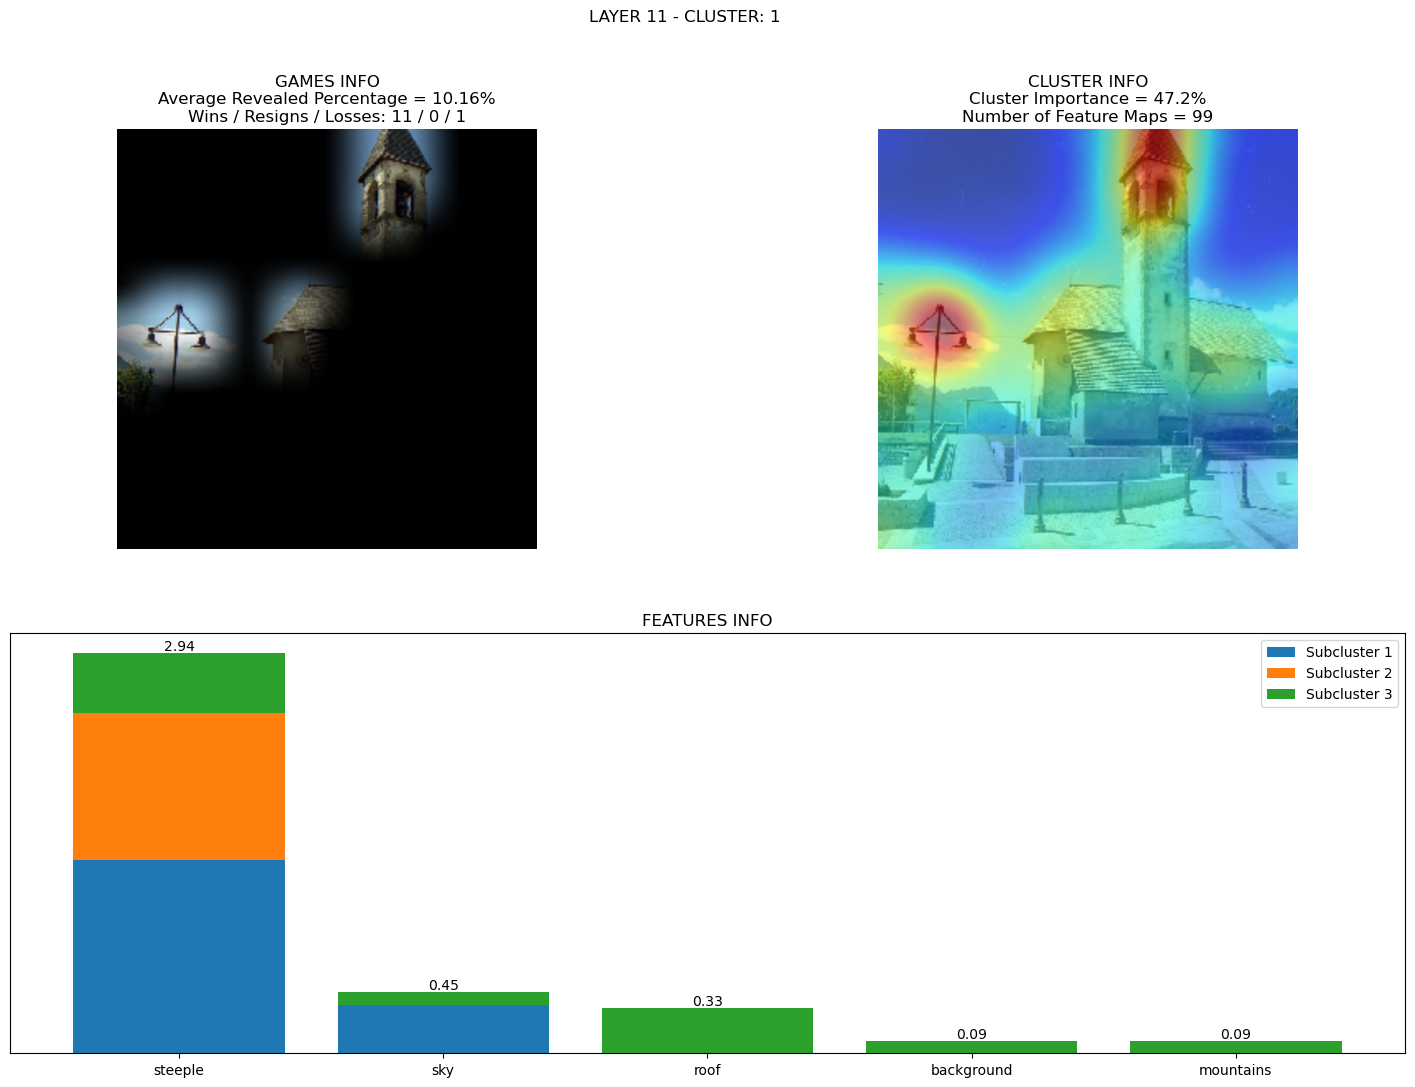 LAYER 11 - CLUSTER: 1
GAMES INFO
Average Revealed Percentage = 10.16%
Wins / Resigns / Losses: 11 / 0 / 1
CLUSTER INFO
Cluster Importance = 47.2%
Number of Feature Maps = 99
FEATURES INFO
2.94
0.45
0.33
0.09
0.09
Subcluster 1
Subcluster 2
Subcluster 3
steeple
sky
roof
background
mountains